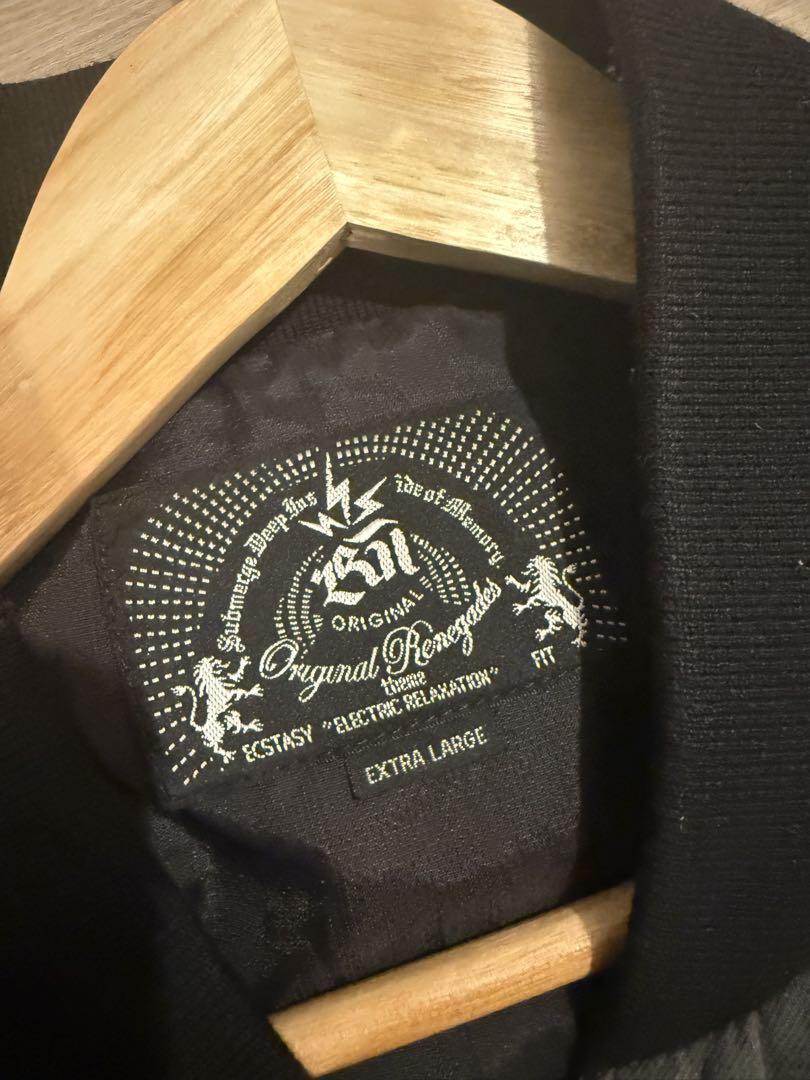 Submerge Deep Ins ide of Memory
ORIGINAL
Original Renegades
theme
ECSTASY "ELECTRIC RELAXATION" FIT
EXTRA LARGE